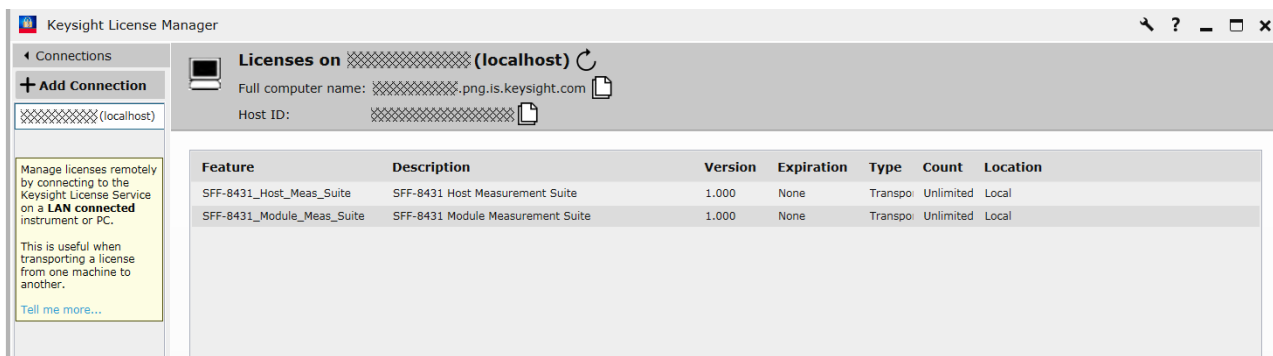 Keysight License Manager
?
Connections
+ Add Connection
(localhost)
Manage licenses remotely
by connecting to the
Keysight License Service
on a LAN connected
instrument or PC.
This is useful when
transporting a license
from one machine to
another.
Tell me more...
Licenses on (localhost)
Full computer name: .png.is.keysight.com
Host ID:
Feature Description Version Expiration Type Count Location
SFF-8431_Host_Meas_Suite SFF-8431 Host Measurement Suite 1.000 None Transpo Unlimited Local
SFF-8431_Module_Meas_Suite SFF-8431 Module Measurement Suite 1.000 None Transpo Unlimited Local